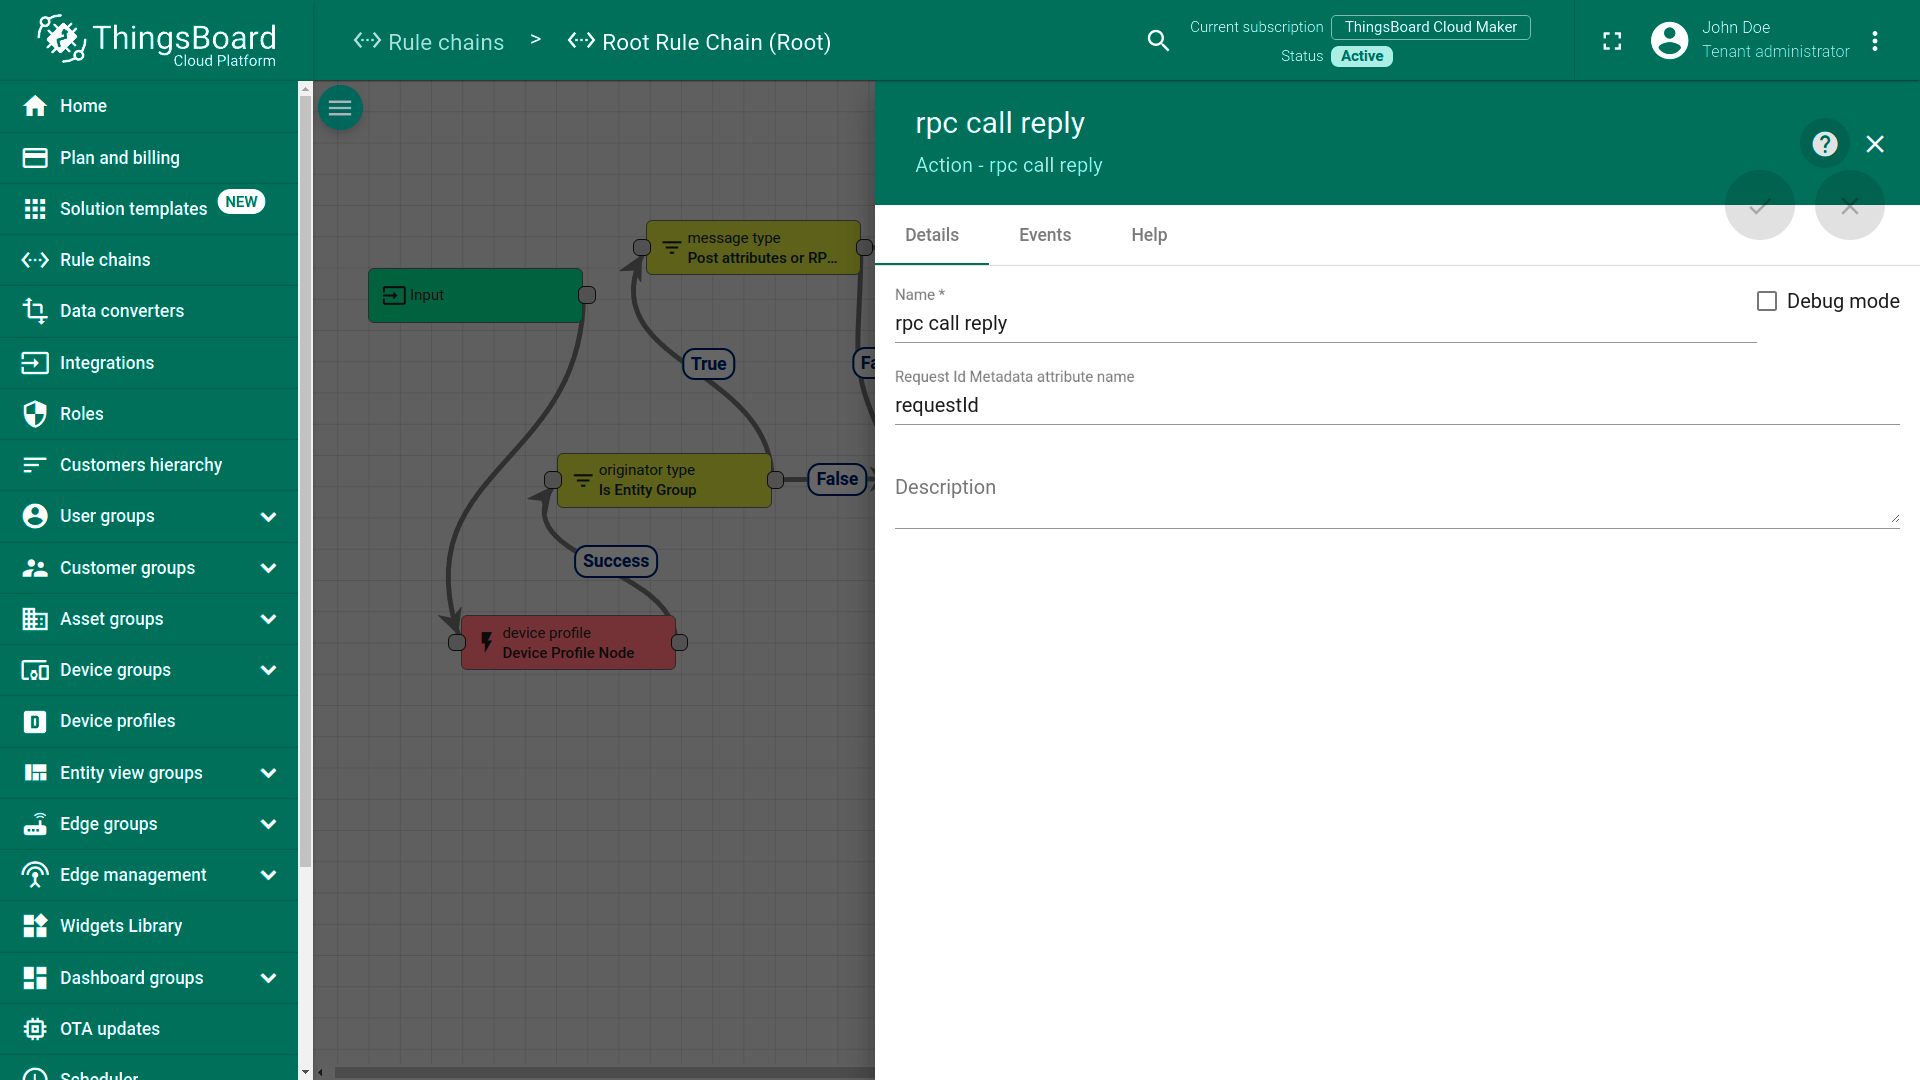 ThingsBoard
Cloud Platform
Rule chains > Root Rule Chain (Root)
Current subscription ThingsBoard Cloud Maker
Status Active
John Doe
Tenant administrator
Home
Plan and billing
Solution templates NEW
Rule chains
Data converters
Integrations
Roles
Customers hierarchy
User groups
Customer groups
Asset groups
Device groups
Device profiles
Entity view groups
Edge groups
Edge management
Widgets Library
Dashboard groups
OTA updates
Scheduler
Input
message type
Post attributes or RP...
True
Fa
originator type
Is Entity Group
False
Success
device profile
Device Profile Node
rpc call reply
Action - rpc call reply
Details Events Help
Name *
rpc call reply
Debug mode
Request Id Metadata attribute name
requestId
Description